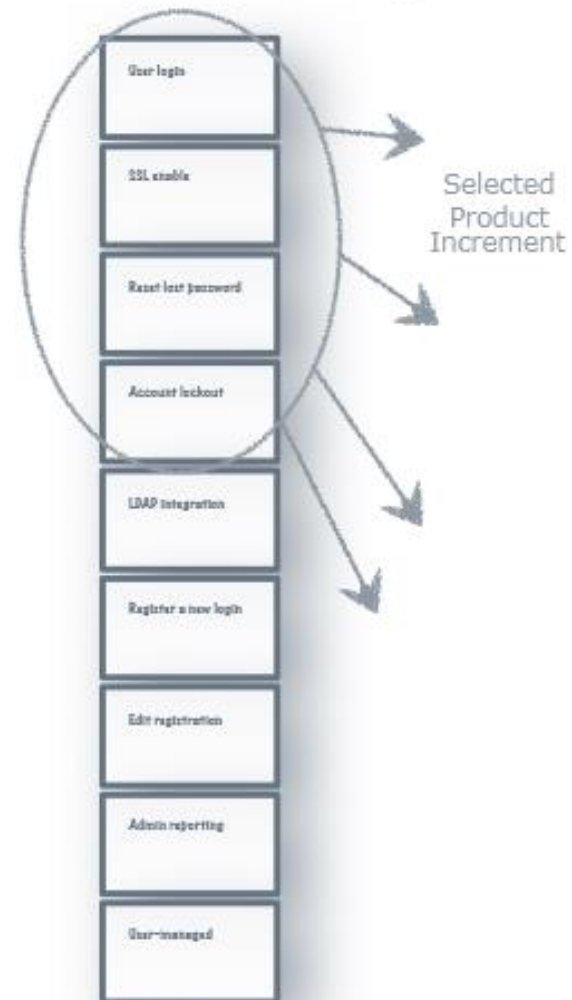 User login
SSL enable
Selected
Product
Increment
Reset lost password
Account lockout
LDAP integration
Register a new login
Edit registration
Admin reporting
User-managed